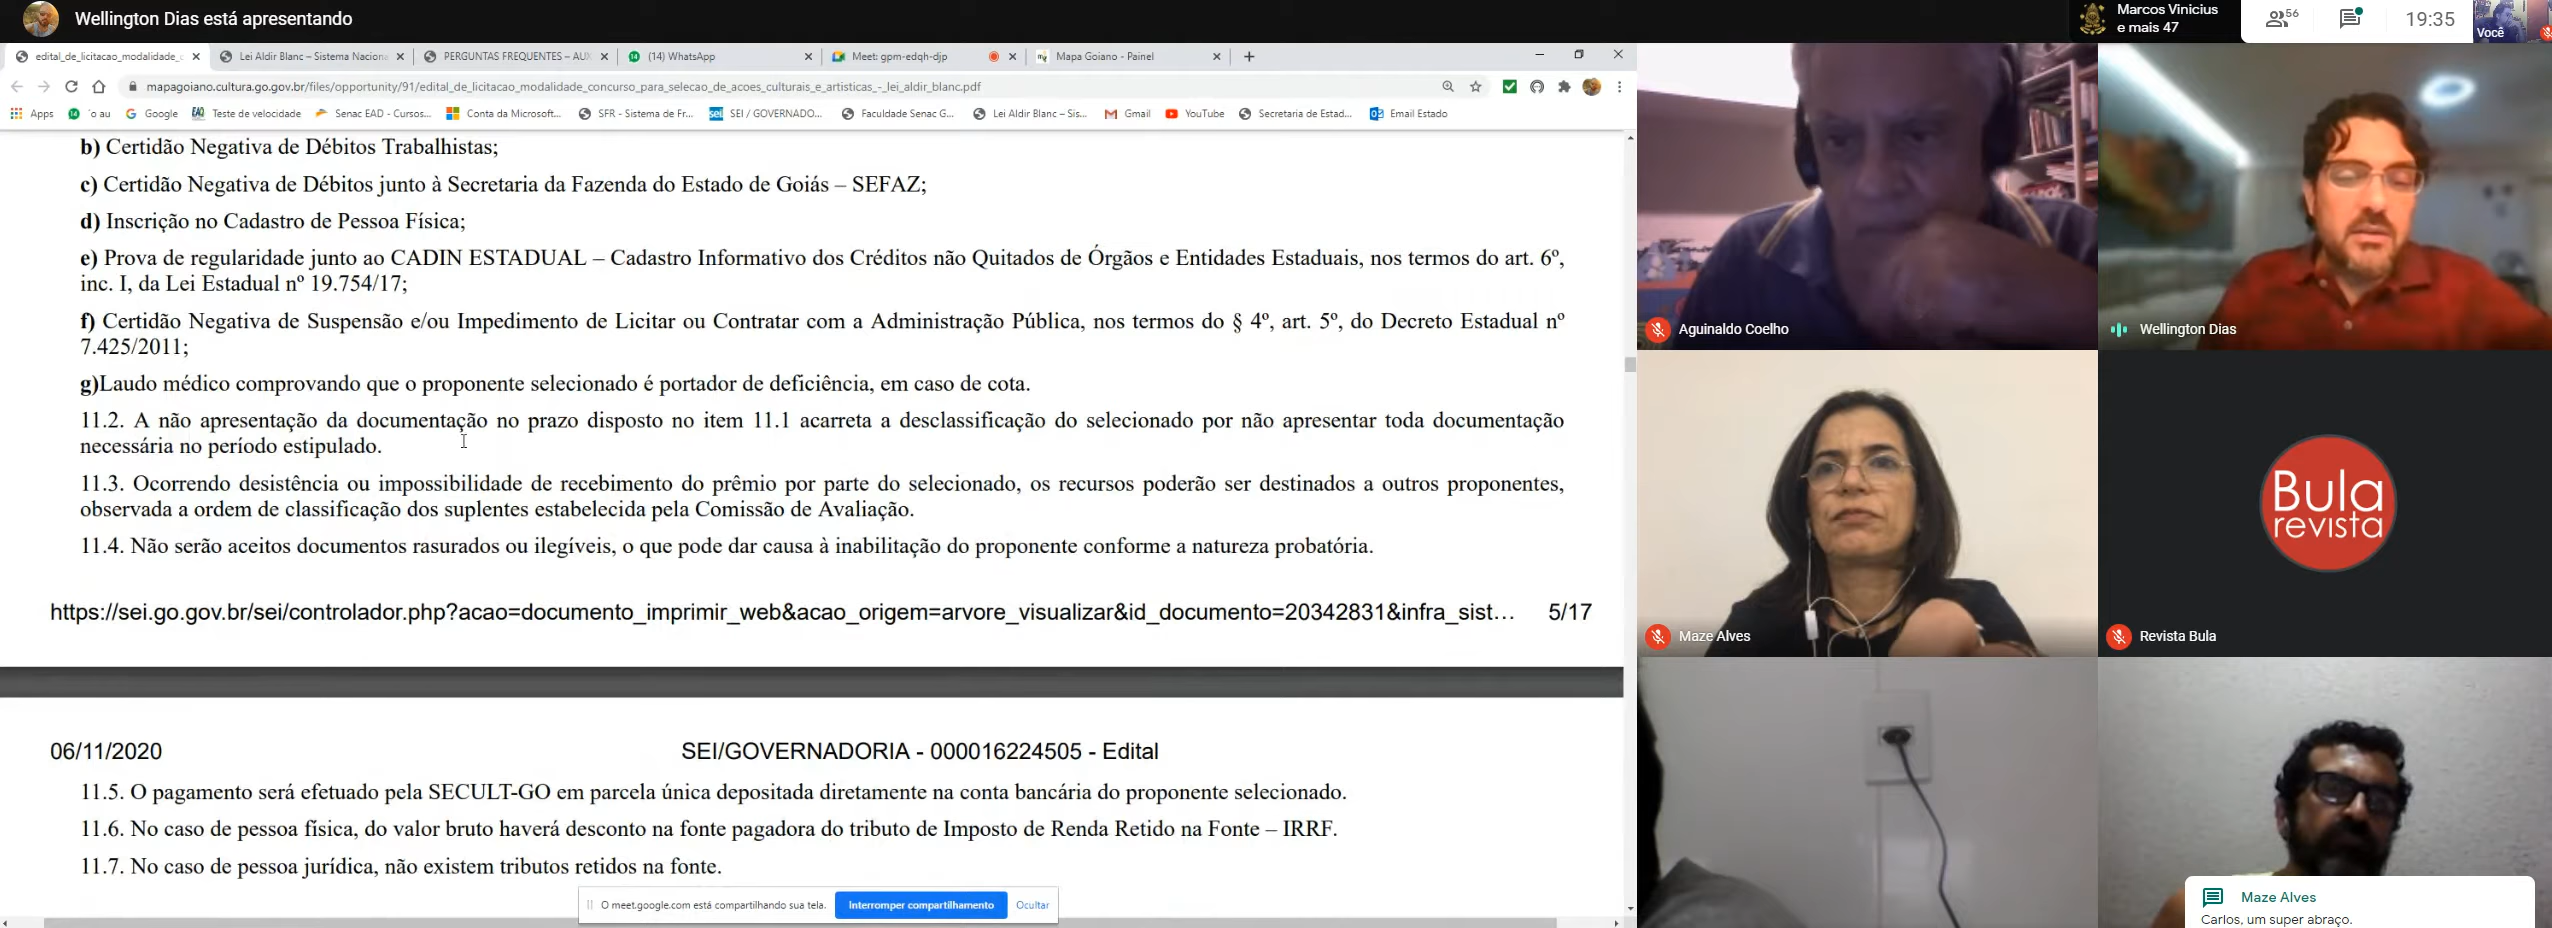 Wellington Dias está apresentando
Marcos Vinicius
e mais 47
56
19:35
Você
edital_de_licitacao_modalidade_c
Lei Aldir Blanc – Sistema Naciona
PERGUNTAS FREQUENTES – AUX
(14) WhatsApp
Meet: gpm-edqh-djp
Mapa Goiano - Painel
mapagoiano.cultura.go.gov.br/files/opportunity/91/edital_de_licitacao_modalidade_concurso_para_selecao_de_acoes_culturais_e_artisticas_-_lei_aldir_blanc.pdf
Apps
Google
Teste de velocidade
Senac EAD - Cursos...
Conta da Microsoft...
SFR - Sistema de Fr...
SEI / GOVERNADO...
Faculdade Senac G...
Lei Aldir Blanc – Sis...
Gmail
YouTube
Secretaria de Estad...
Email Estado
b) Certidão Negativa de Débitos Trabalhistas;
c) Certidão Negativa de Débitos junto à Secretaria da Fazenda do Estado de Goiás – SEFAZ;
d) Inscrição no Cadastro de Pessoa Física;
e) Prova de regularidade junto ao CADIN ESTADUAL – Cadastro Informativo dos Créditos não Quitados de Órgãos e Entidades Estaduais, nos termos do art. 6º,
inc. I, da Lei Estadual nº 19.754/17;
f) Certidão Negativa de Suspensão e/ou Impedimento de Licitar ou Contratar com a Administração Pública, nos termos do § 4º, art. 5º, do Decreto Estadual nº
7.425/2011;
g)Laudo médico comprovando que o proponente selecionado é portador de deficiência, em caso de cota.
11.2. A não apresentação da documentação no prazo disposto no item 11.1 acarreta a desclassificação do selecionado por não apresentar toda documentação
necessária no período estipulado.
11.3. Ocorrendo desistência ou impossibilidade de recebimento do prêmio por parte do selecionado, os recursos poderão ser destinados a outros proponentes,
observada a ordem de classificação dos suplentes estabelecida pela Comissão de Avaliação.
11.4. Não serão aceitos documentos rasurados ou ilegíveis, o que pode dar causa à inabilitação do proponente conforme a natureza probatória.
https://sei.go.gov.br/sei/controlador.php?acao=documento_imprimir_web&acao_origem=arvore_visualizar&id_documento=20342831&infra_sist... 5/17
06/11/2020 SEI/GOVERNADORIA - 000016224505 - Edital
11.5. O pagamento será efetuado pela SECULT-GO em parcela única depositada diretamente na conta bancária do proponente selecionado.
11.6. No caso de pessoa física, do valor bruto haverá desconto na fonte pagadora do tributo de Imposto de Renda Retido na Fonte – IRRF.
11.7. No caso de pessoa jurídica, não existem tributos retidos na fonte.
O meet.google.com está compartilhando sua tela.
Interromper compartilhamento
Ocultar
Aguinaldo Coelho
Wellington Dias
Maze Alves
Bula
revista
Revista Bula
Maze Alves
Carlos, um super abraço.